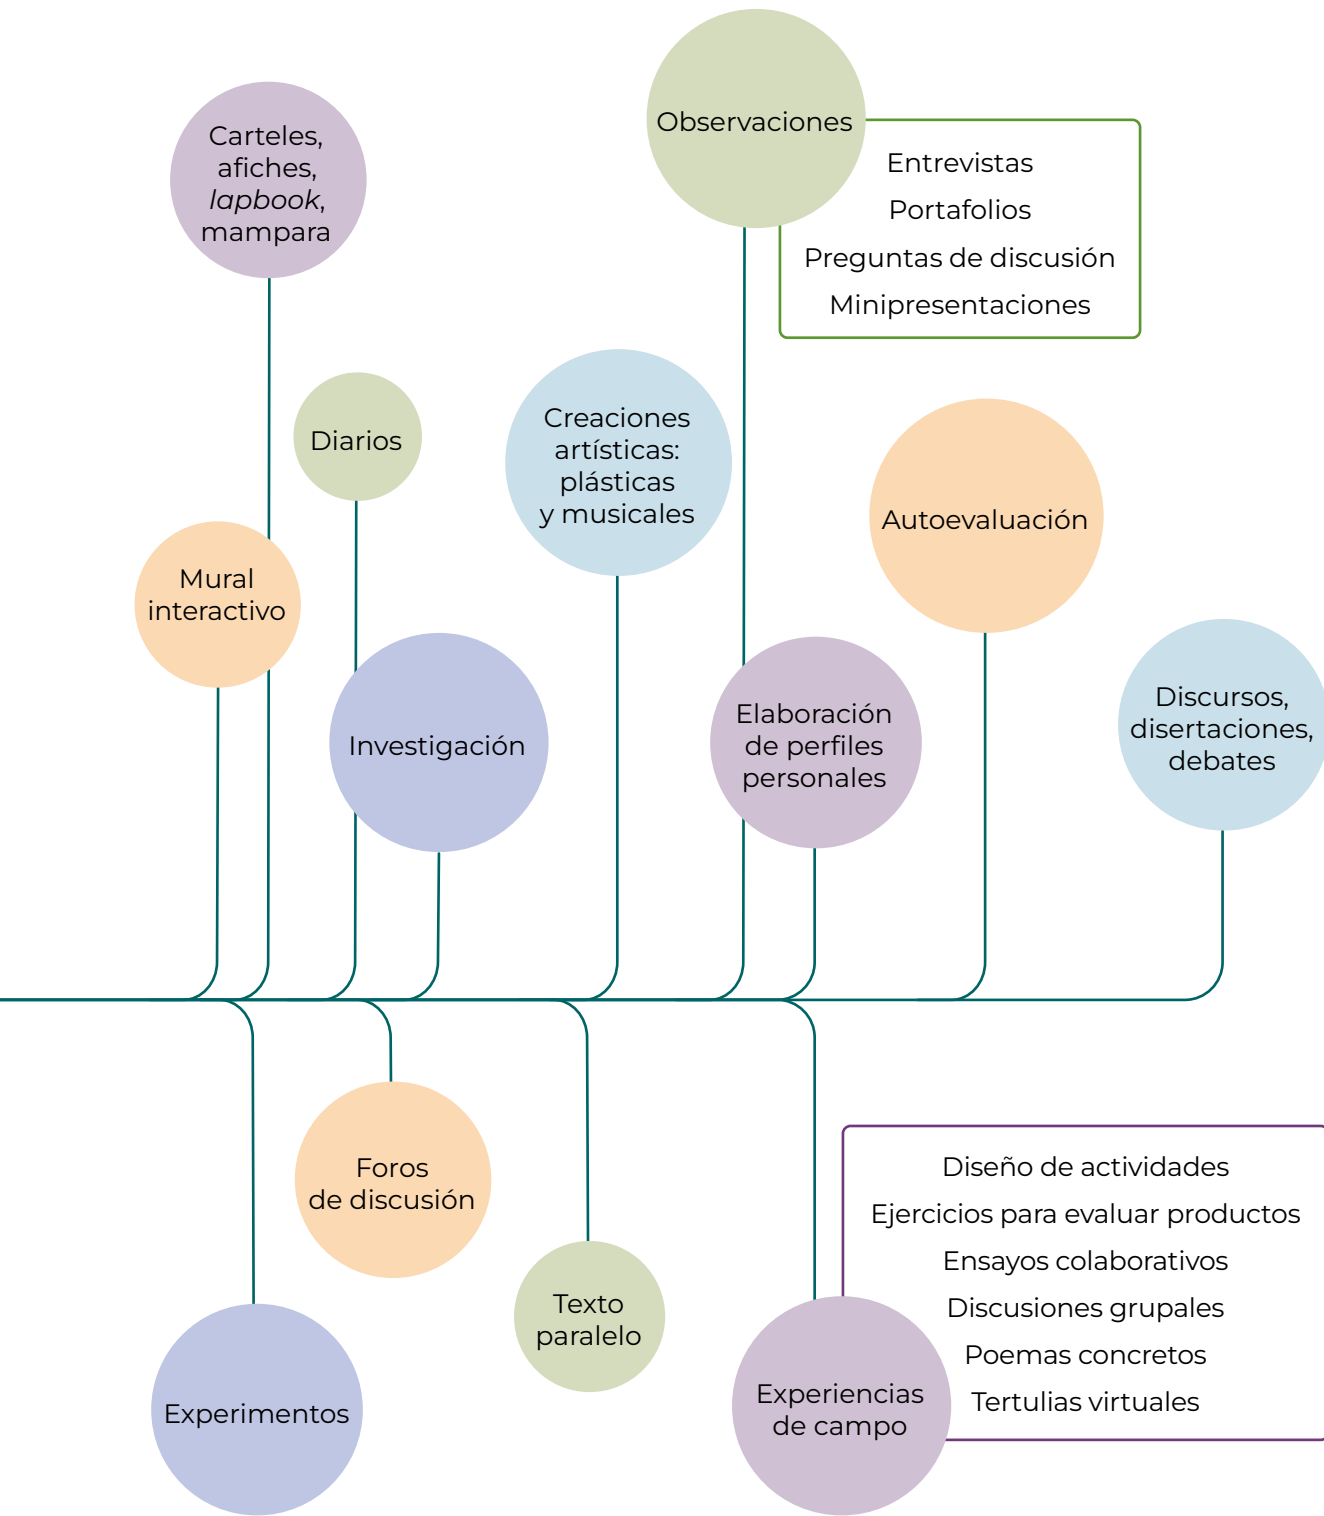 Observaciones
Entrevistas
Portafolios
Preguntas de discusión
Minipresentaciones
Carteles,
afiches,
lapbook,
mampara
Diarios
Creaciones
artísticas:
plásticas
y musicales
Autoevaluación
Mural
interactivo
Investigación
Elaboración
de perfiles
personales
Discursos,
disertaciones,
debates
Foros
de discusión
Experimentos
Texto
paralelo
Experiencias
de campo
Diseño de actividades
Ejercicios para evaluar productos
Ensayos colaborativos
Discusiones grupales
Poemas concretos
Tertulias virtuales